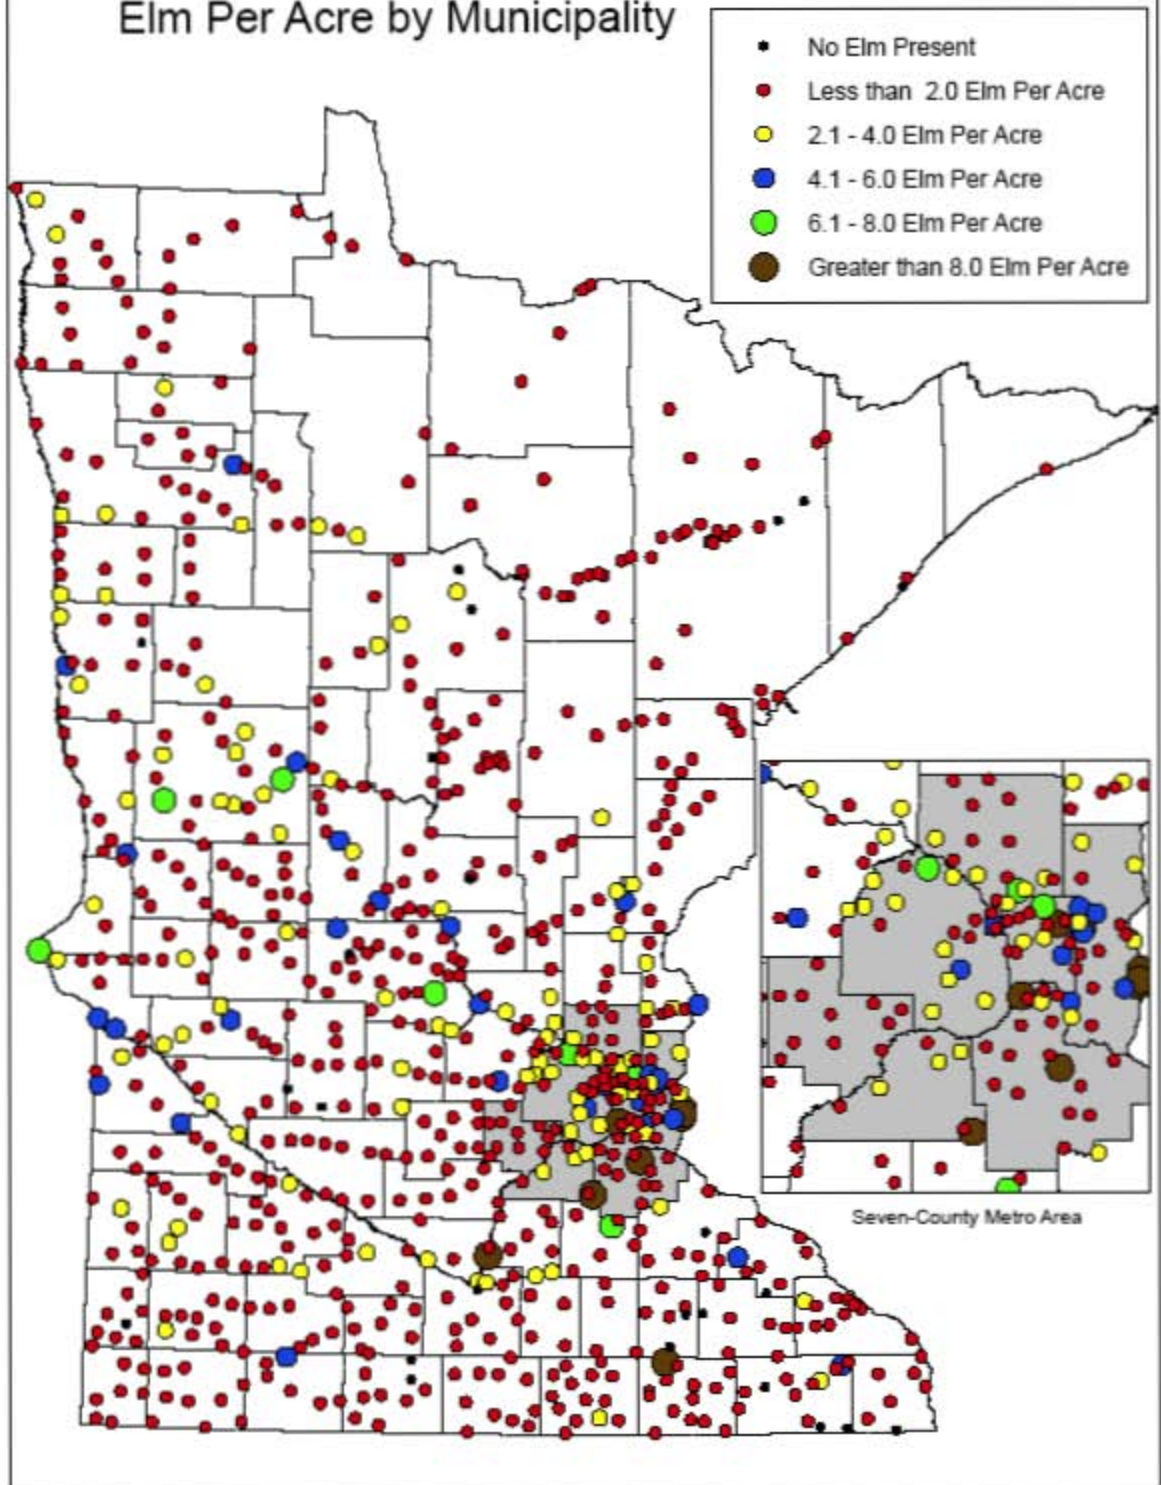 Elm Per Acre by Municipality
No Elm Present
Less than 2.0 Elm Per Acre
2.1 - 4.0 Elm Per Acre
4.1 - 6.0 Elm Per Acre
6.1 - 8.0 Elm Per Acre
Greater than 8.0 Elm Per Acre
Seven-County Metro Area